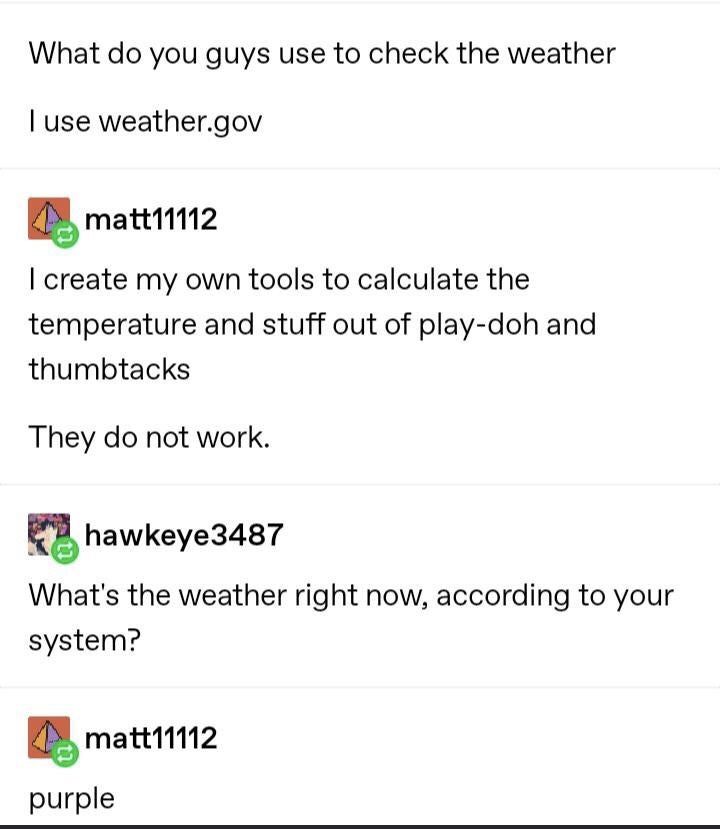 What do you guys use to check the weather
I use weather.gov
matt11112
I create my own tools to calculate the
temperature and stuff out of play-doh and
thumbtacks
They do not work.
hawkeye3487
What's the weather right now, according to your
system?
matt11112
purple